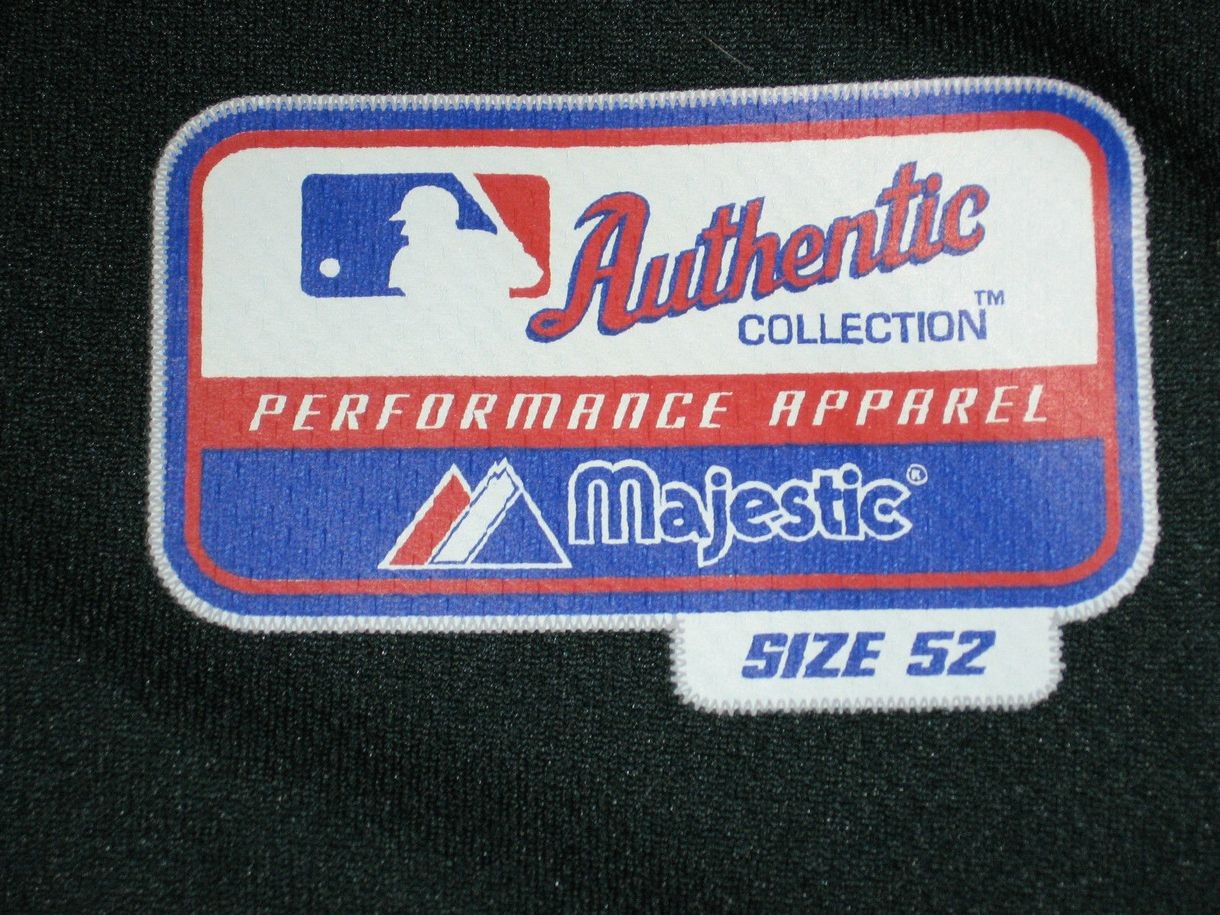 Authentic
COLLECTION™
PERFORMANCE APPAREL
Majestic®
SIZE 52